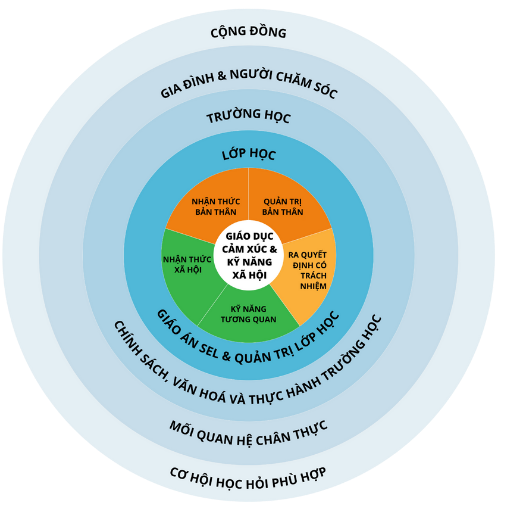 CỘNG ĐỒNG
GIA ĐÌNH & NGƯỜI CHĂM SÓC
TRƯỜNG HỌC
LỚP HỌC
NHẬN THỨC
BẢN THÂN
QUẢN TRỊ
BẢN THÂN
GIÁO DỤC
CẢM XÚC &
KỸ NĂNG
XÃ HỘI
NHẬN THỨC
XÃ HỘI
RA QUYẾT
ĐỊNH CÓ
TRÁCH
NHIỆM
KỸ NĂNG
TƯƠNG QUAN
GIÁO ÁN SEL & QUẢN TRỊ LỚP HỌC
CHÍNH SÁCH, VĂN HOÁ VÀ THỰC HÀNH TRƯỜNG HỌC
MỐI QUAN HỆ CHÂN THỰC
CƠ HỘI HỌC HỎI PHÙ HỢP